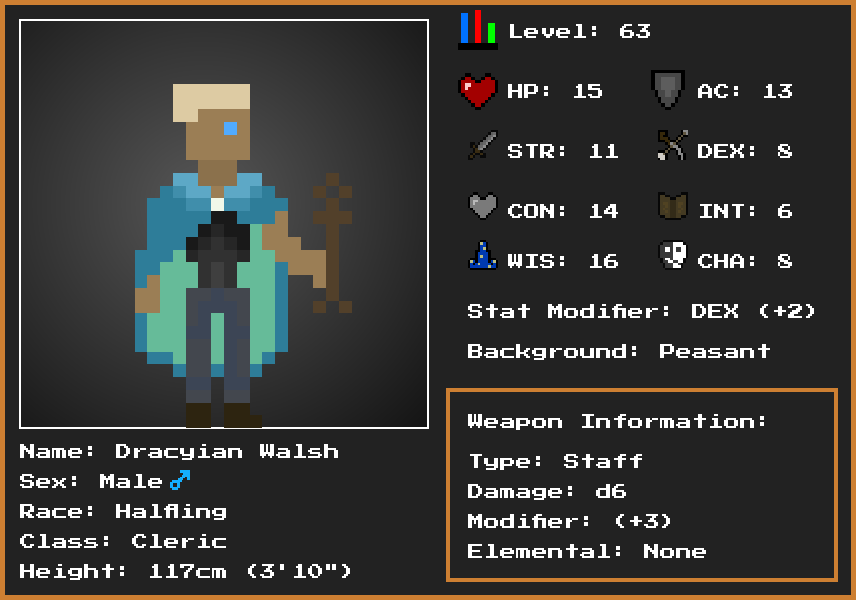 Level: 63
HP: 15
AC: 13
STR: 11
DEX: 8
CON: 14
INT: 6
WIS: 16
CHA: 8
Stat Modifier: DEX (+2)
Background: Peasant
Weapon Information:
Type: Staff
Damage: d6
Modifier: (+3)
Elemental: None
Name: Dracyian Walsh
Sex: Male♂
Race: Halfling
Class: Cleric
Height: 117cm (3'10")